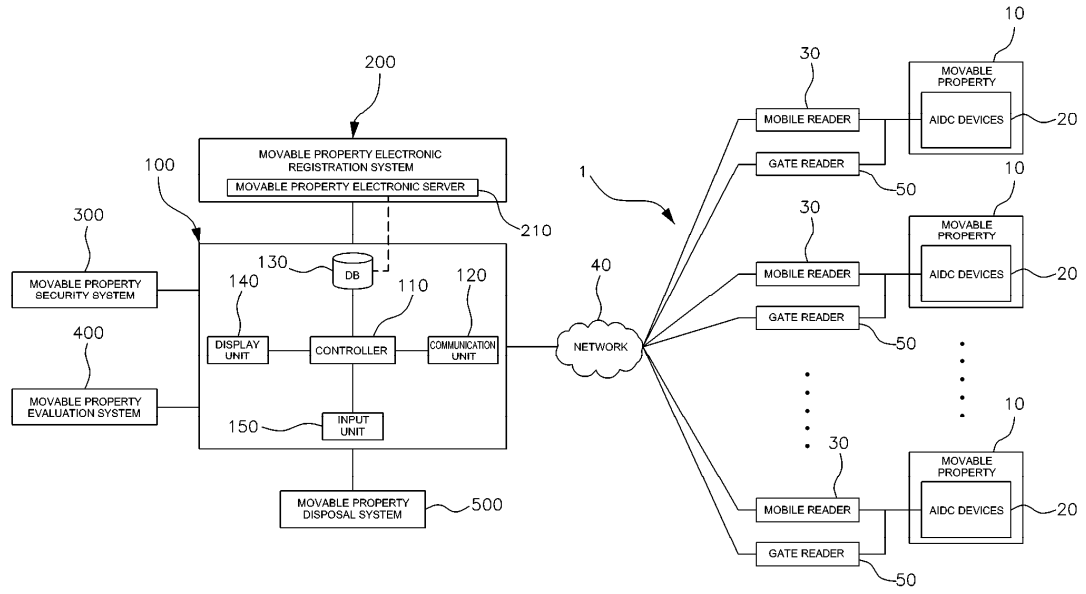 200
MOVABLE PROPERTY ELECTRONIC
REGISTRATION SYSTEM
MOVABLE PROPERTY ELECTRONIC SERVER
210
100
300
MOVABLE PROPERTY
SECURITY SYSTEM
400
MOVABLE PROPERTY
EVALUATION SYSTEM
130
DB
140
DISPLAY
UNIT
110
CONTROLLER
120
COMMUNICATION
UNIT
150
INPUT
UNIT
MOVABLE PROPERTY
DISPOSAL SYSTEM
500
40
NETWORK
1
30
MOBILE READER
GATE READER
50
10
MOVABLE
PROPERTY
AIDC DEVICES
20
30
MOBILE READER
GATE READER
50
10
MOVABLE
PROPERTY
AIDC DEVICES
20
30
MOBILE READER
GATE READER
50
10
MOVABLE
PROPERTY
AIDC DEVICES
20